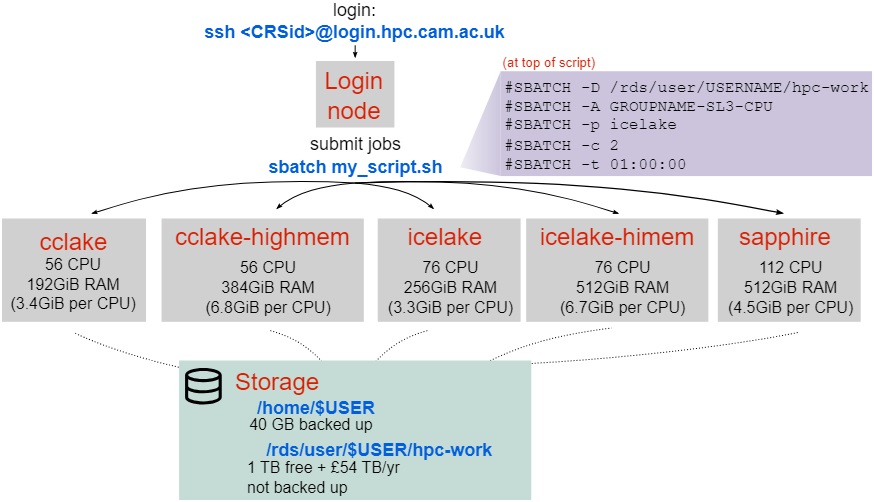 login:
ssh <CRSid>@login.hpc.cam.ac.uk
Login
node
(at top of script)
#SBATCH -D /rds/user/USERNAME/hpc-work
#SBATCH -A GROUPNAME-SL3-CPU
#SBATCH -p icelake
#SBATCH -c 2
#SBATCH -t 01:00:00
submit jobs
sbatch my_script.sh
cclake
56 CPU
192GiB RAM
(3.4GiB per CPU)
cclake-highmem
56 CPU
384GiB RAM
(6.8GiB per CPU)
icelake
76 CPU
256GiB RAM
(3.3GiB per CPU)
icelake-himem
76 CPU
512GiB RAM
(6.7GiB per CPU)
sapphire
112 CPU
512GiB RAM
(4.5GiB per CPU)
Storage
/home/$USER
40 GB backed up
/rds/user/$USER/hpc-work
1 TB free + £54 TB/yr
not backed up